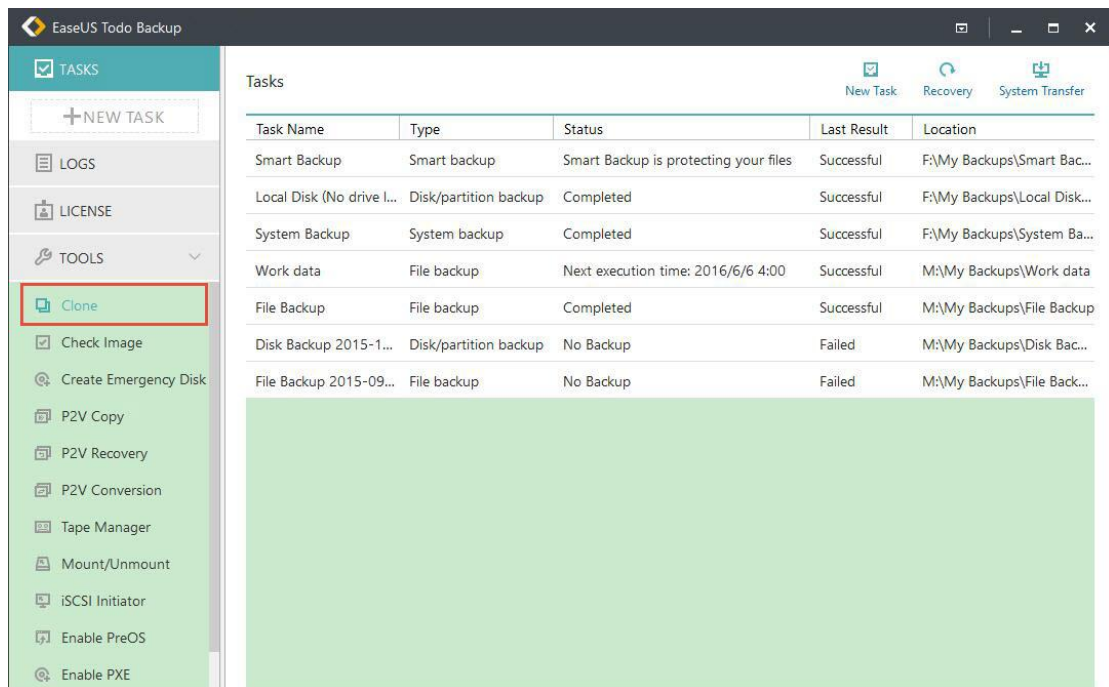 EaseUS Todo Backup
TASKS
NEW TASK
LOGS
LICENSE
TOOLS
Clone
Check Image
Create Emergency Disk
P2V Copy
P2V Recovery
P2V Conversion
Tape Manager
Mount/Unmount
iSCSI Initiator
Enable PreOS
Enable PXE
Tasks
New Task Recovery System Transfer
Task Name Type Status Last Result Location
Smart Backup Smart backup Smart Backup is protecting your files Successful F:\My Backups\Smart Bac...
Local Disk (No drive l... Disk/partition backup Completed Successful F:\My Backups\Local Disk...
System Backup System backup Completed Successful F:\My Backups\System Ba...
Work data File backup Next execution time: 2016/6/6 4:00 Successful M:\My Backups\Work data
File Backup File backup Completed Successful M:\My Backups\File Backup
Disk Backup 2015-1... Disk/partition backup No Backup Failed M:\My Backups\Disk Bac...
File Backup 2015-09... File backup No Backup Failed M:\My Backups\File Back...